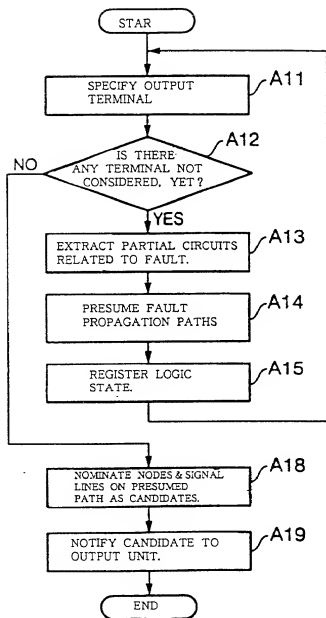 STAR
SPECIFY OUTPUT
TERMINAL
A11
IS THERE
ANY TERMINAL NOT
CONSIDERED, YET?
A12
NO
YES
EXTRACT PARTIAL CIRCUITS
RELATED TO FAULT.
A13
PRESUME FAULT
PROPAGATION PATHS
A14
REGISTER LOGIC
STATE.
A15
NOMINATE NODES & SIGNAL
LINES ON PRESUMED
PATH AS CANDIDATES.
A18
NOTIFY CANDIDATE TO
OUTPUT UNIT.
A19
END